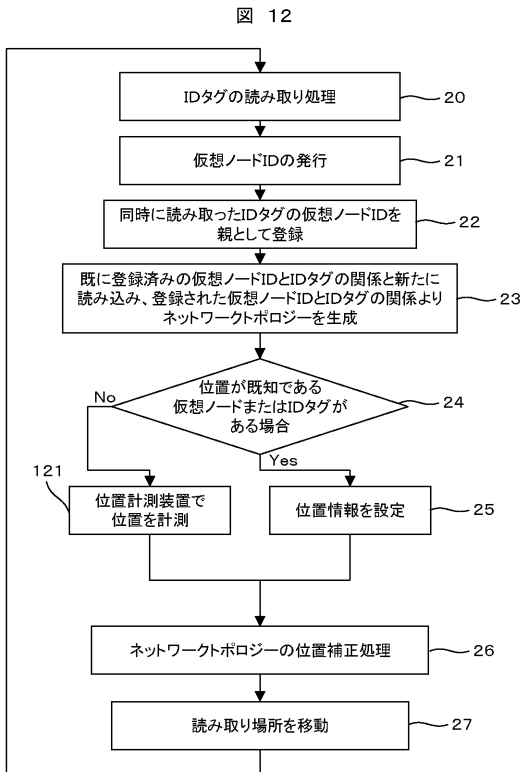 図 12
IDタグの読み取り処理
20
仮想ノードIDの発行
21
同時に読み取ったIDタグの仮想ノードIDを
親として登録
22
既に登録済みの仮想ノードIDとIDタグの関係と新たに
読み込み、登録された仮想ノードIDとIDタグの関係より
ネットワークトポロジーを生成
23
位置が既知である
仮想ノードまたはIDタグが
ある場合
24
No
Yes
121
位置計測装置で
位置を計測
位置情報を設定
25
ネットワークトポロジーの位置補正処理
26
読み取り場所を移動
27